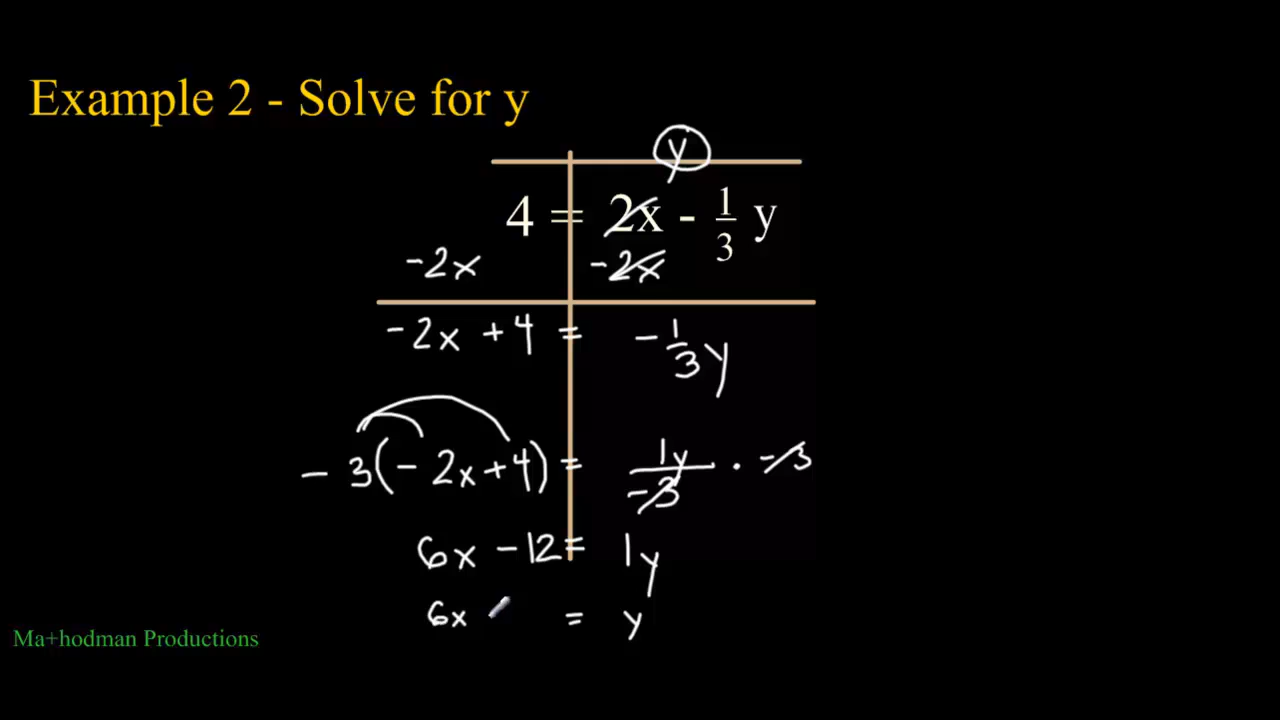 Example 2 - Solve for y
y
4 = 2x - 1/3 y
-2x -2x
-2x + 4 = - 1/3 y
- 3(- 2x + 4) = 1y/-3 · -3
6x - 12 = 1y
6x = y
Ma+hodman Productions